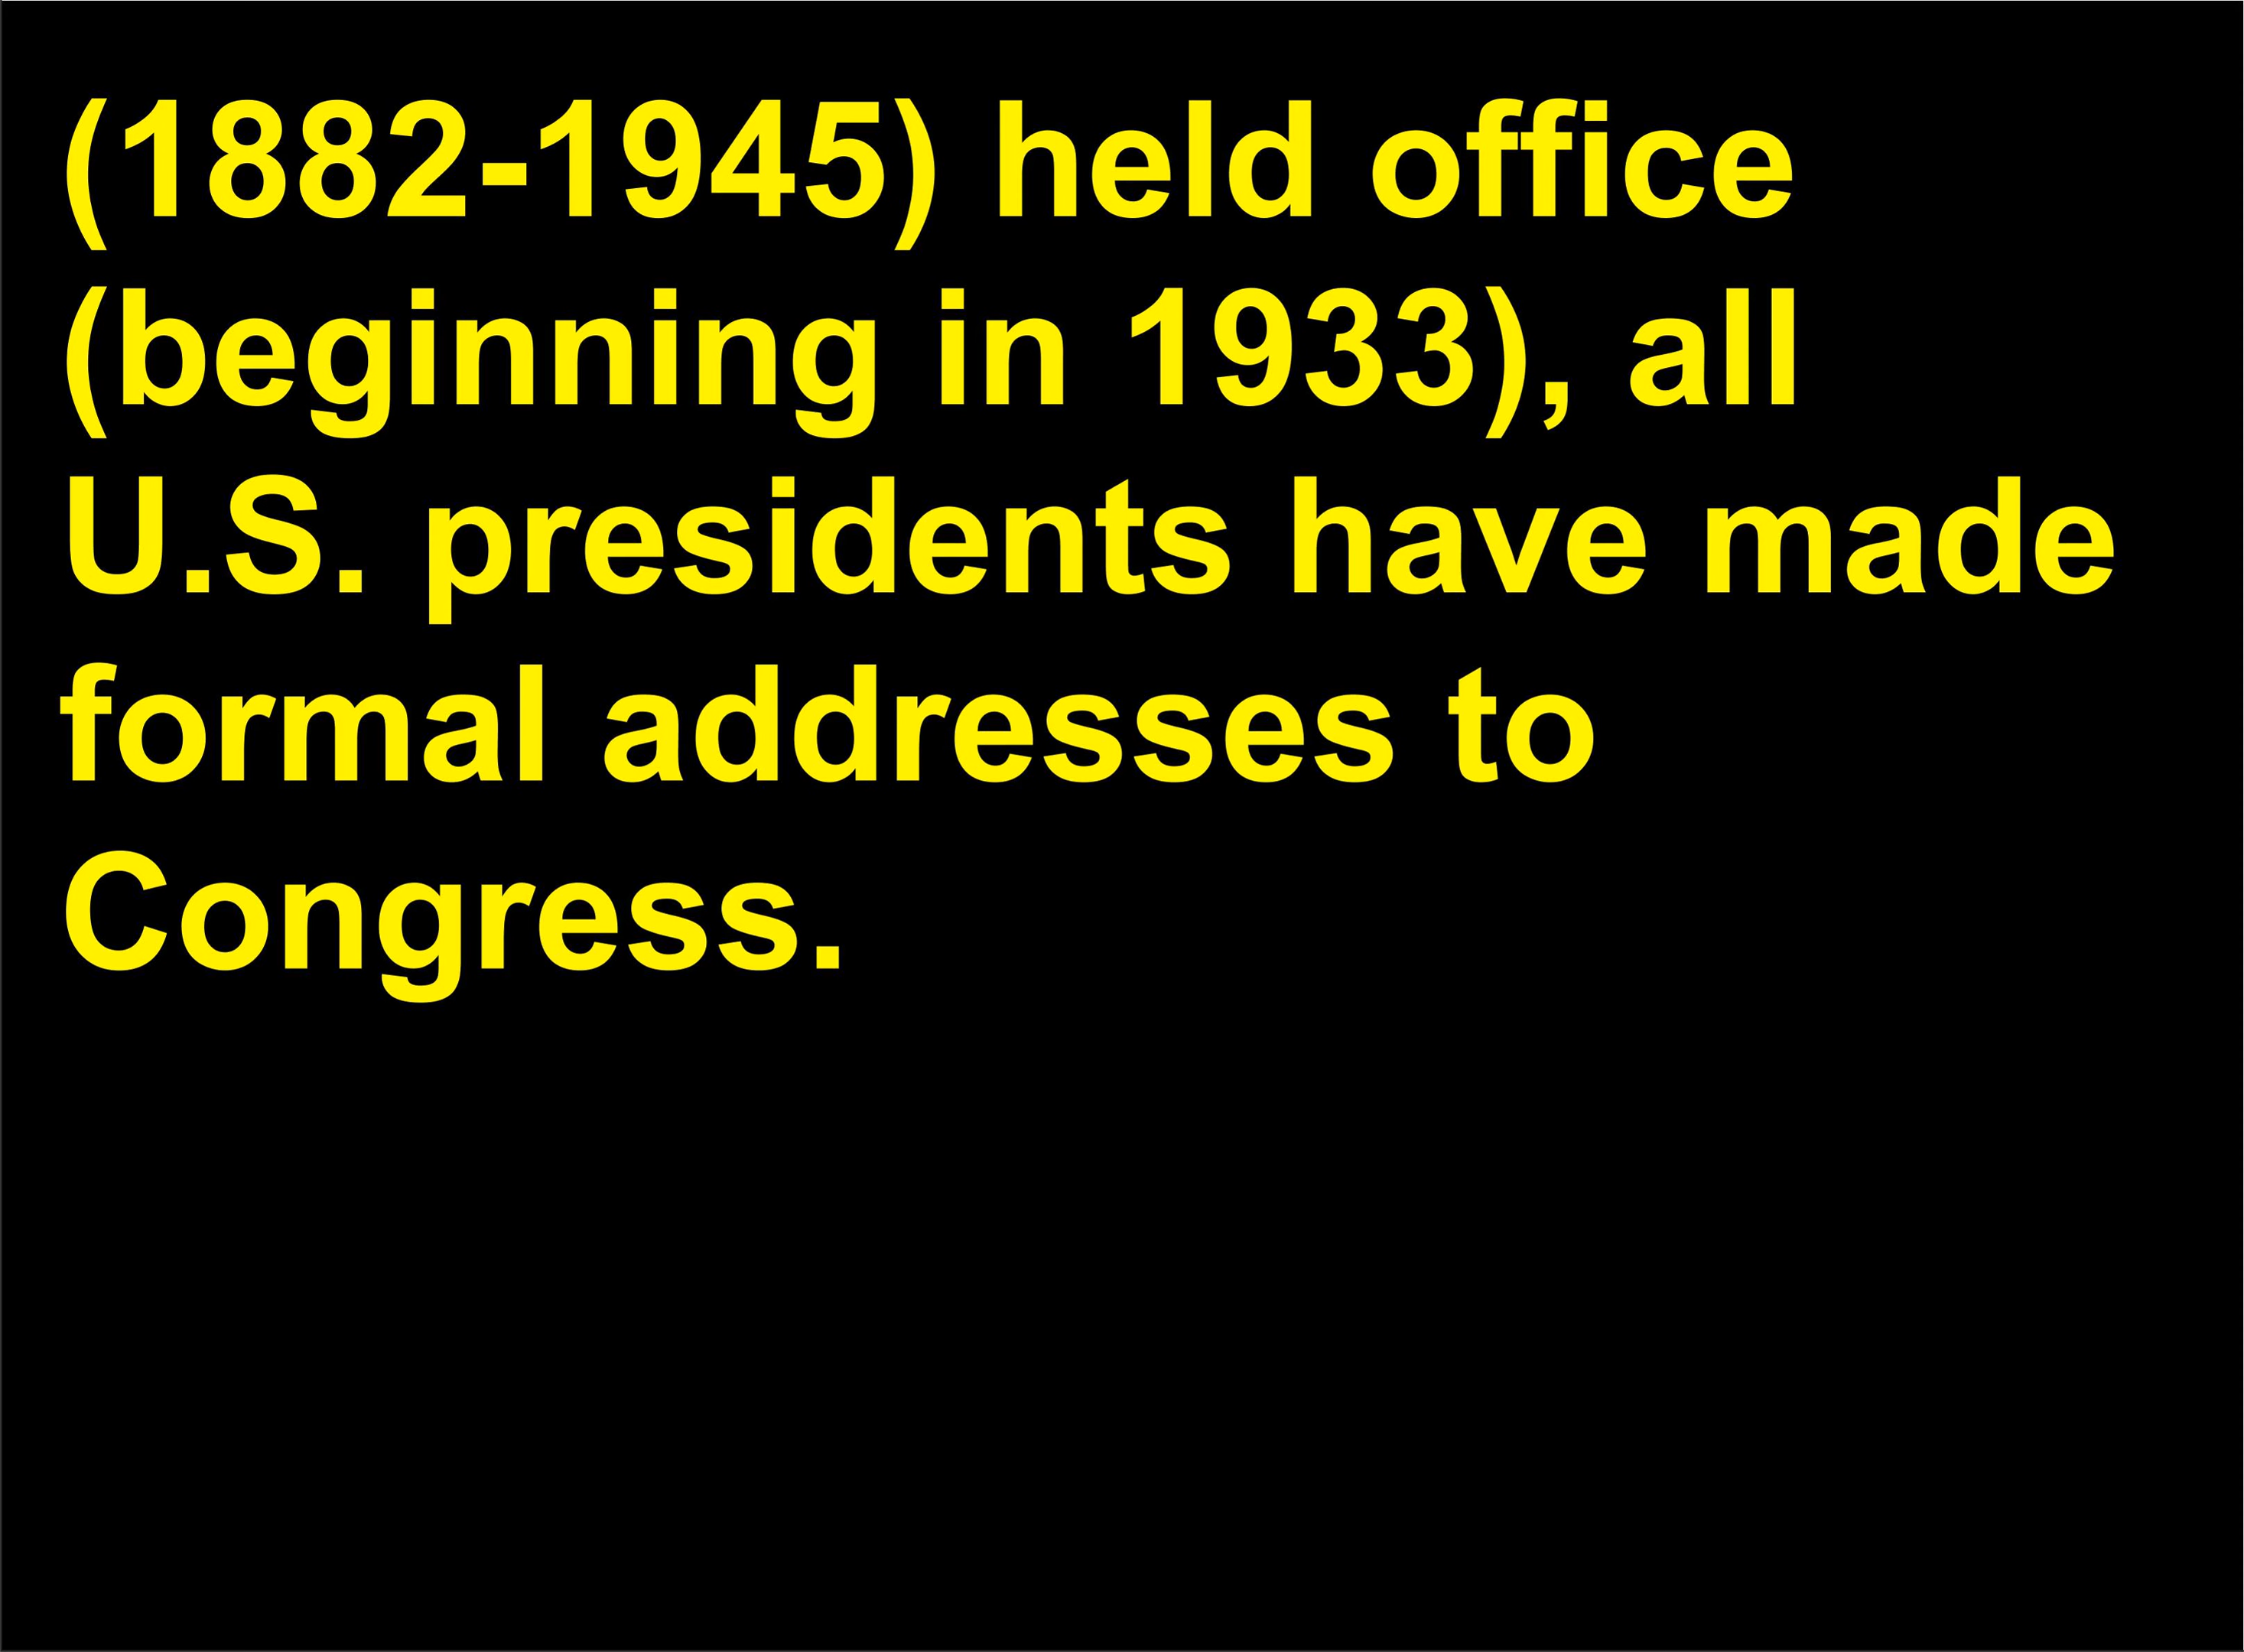 (1882-1945) held office
(beginning in 1933), all
U.S. presidents have made
formal addresses to
Congress.